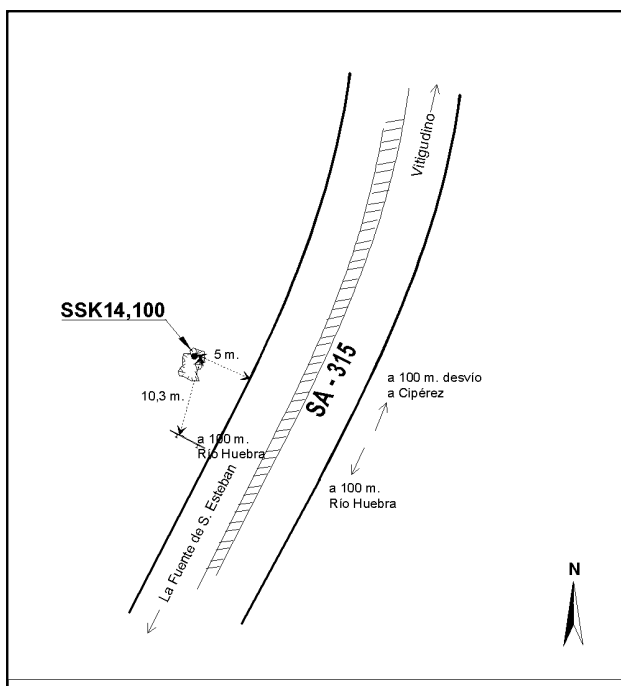 Vitigudino
SSK14,100
5 m.
SA - 315
a 100 m. desvío
a Cipérez
10,3 m.
a 100 m.
Río Huebra
a 100 m.
Río Huebra
La Fuente de S. Esteban
N